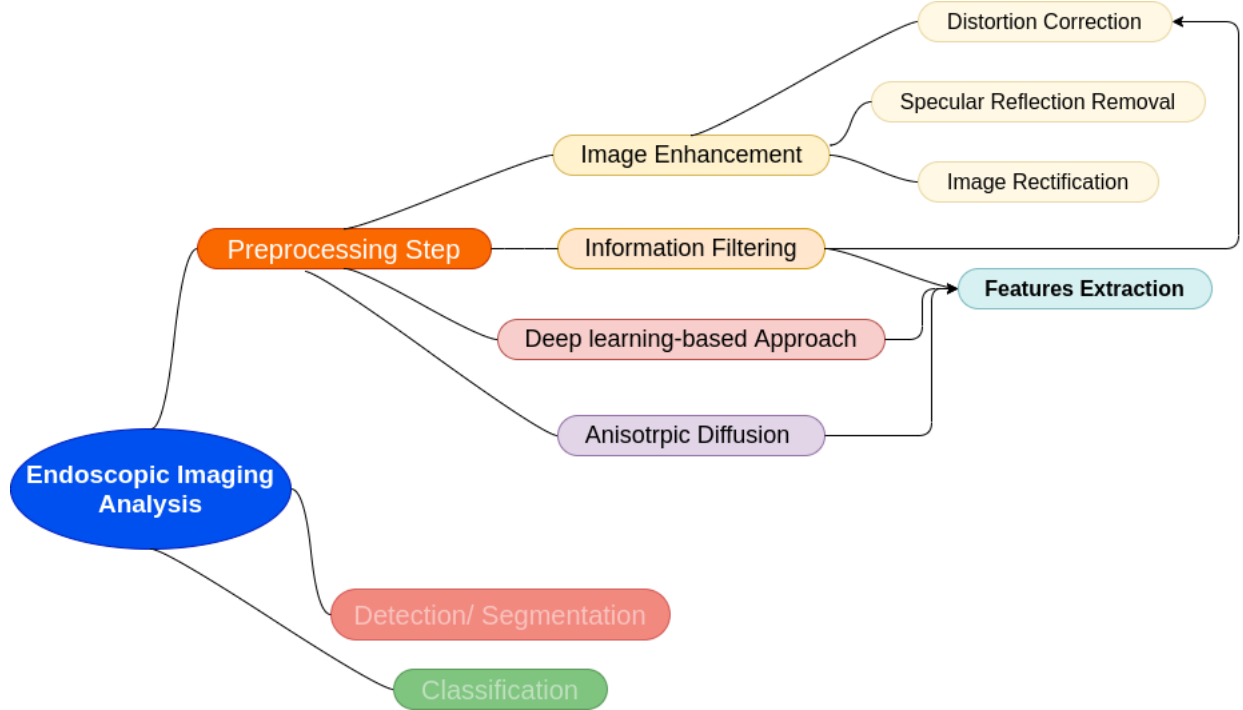 Distortion Correction
Specular Reflection Removal
Image Enhancement
Image Rectification
Preprocessing Step
Information Filtering
Features Extraction
Deep learning-based Approach
Anisotrpic Diffusion
Endoscopic Imaging
Analysis
Detection/ Segmentation
Classification